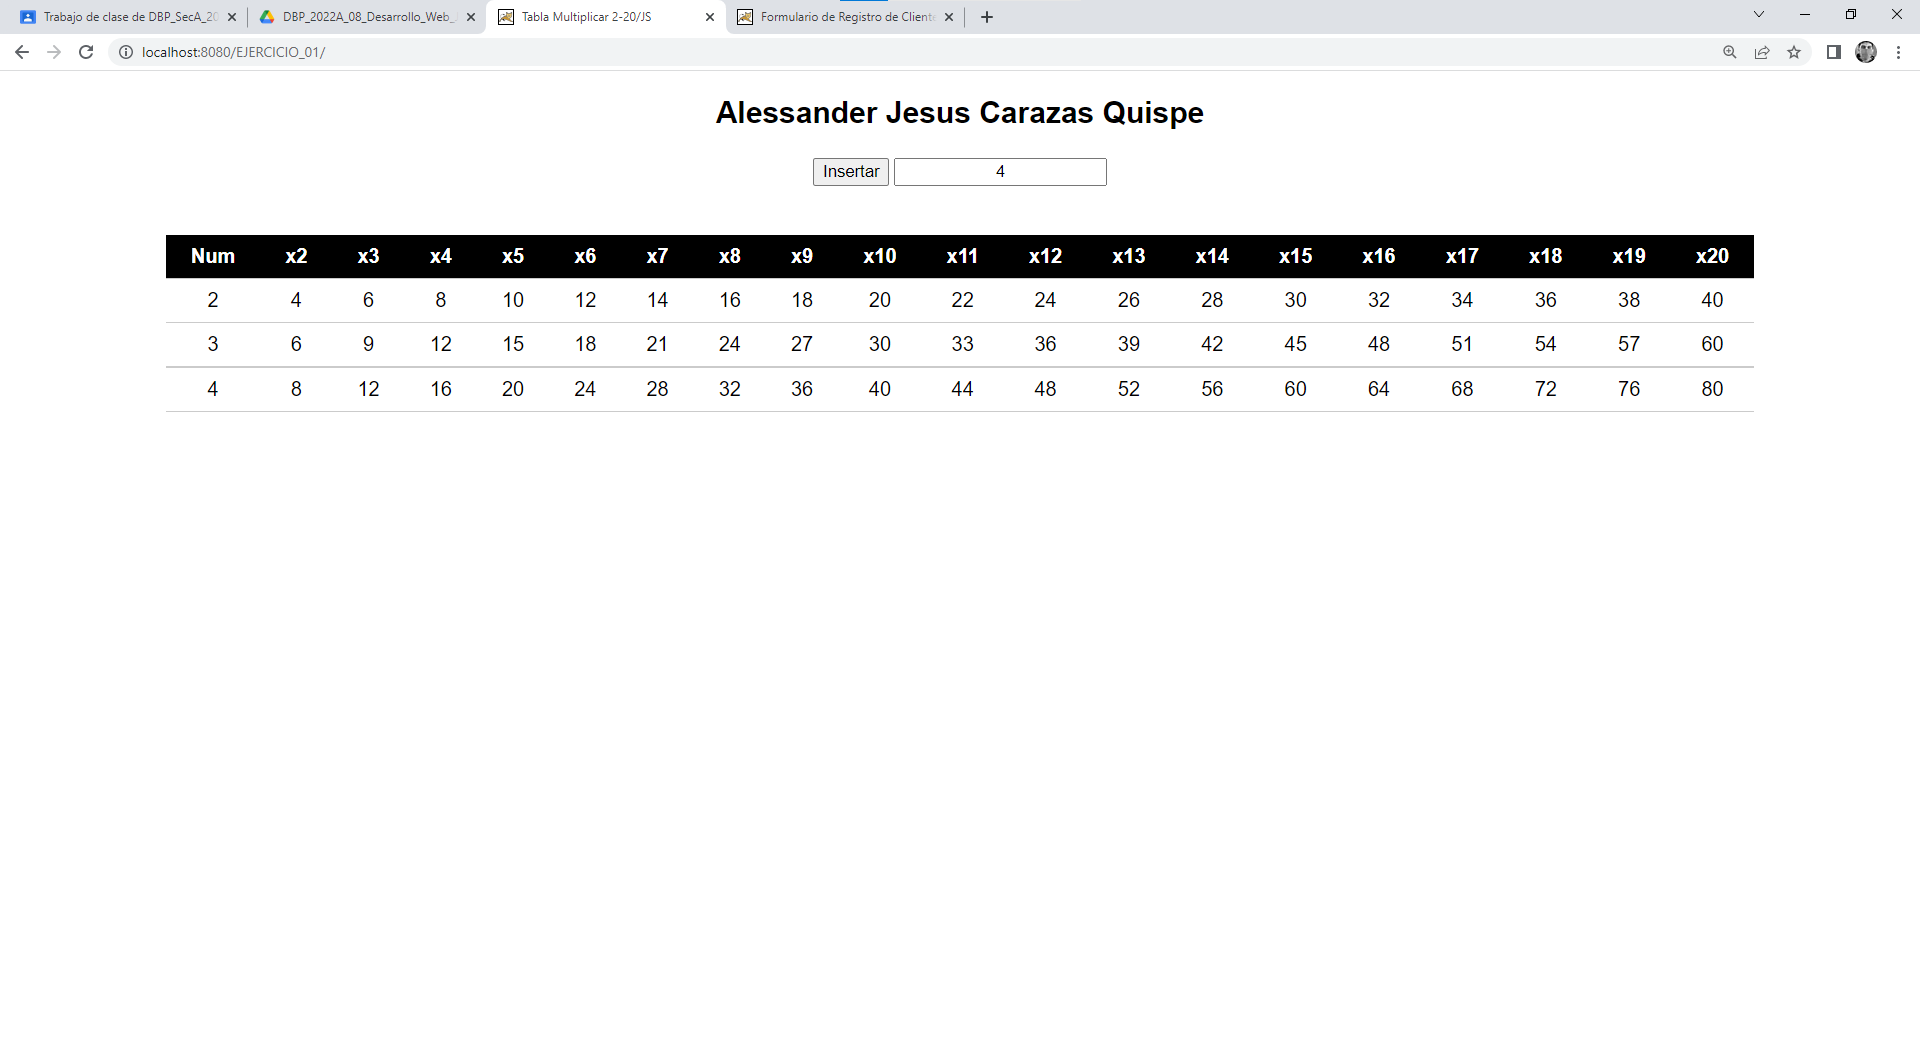 Trabajo de clase de DBP_SecA_20
DBP_2022A_08_Desarrollo_Web_
Tabla Multiplicar 2-20/JS
Formulario de Registro de Cliente
localhost:8080/EJERCICIO_01/
Alessander Jesus Carazas Quispe
Insertar 4
Num x2 x3 x4 x5 x6 x7 x8 x9 x10 x11 x12 x13 x14 x15 x16 x17 x18 x19 x20
2 4 6 8 10 12 14 16 18 20 22 24 26 28 30 32 34 36 38 40
3 6 9 12 15 18 21 24 27 30 33 36 39 42 45 48 51 54 57 60
4 8 12 16 20 24 28 32 36 40 44 48 52 56 60 64 68 72 76 80